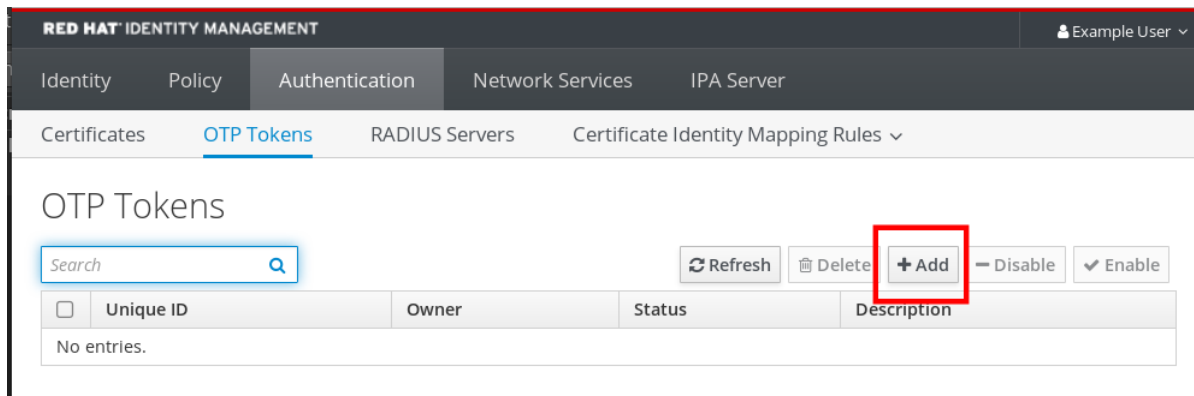 RED HAT® IDENTITY MANAGEMENT Example User
Identity Policy Authentication Network Services IPA Server
Certificates OTP Tokens RADIUS Servers Certificate Identity Mapping Rules
OTP Tokens
Search Refresh Delete + Add − Disable Enable
Unique ID Owner Status Description
No entries.